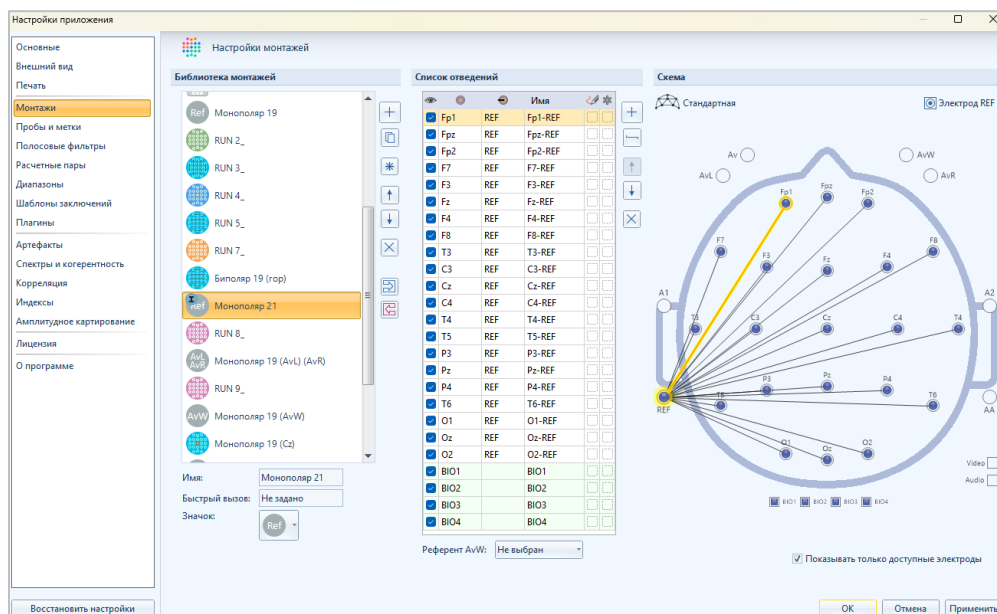 Настройки приложения
Основные
Внешний вид
Печать
Монтажи
Пробы и метки
Полосовые фильтры
Расчетные пары
Диапазоны
Шаблоны заключений
Плагины
Артефакты
Спектры и когерентность
Корреляция
Индексы
Амплитудное картирование
Лицензия
О программе
Восстановить настройки
Настройки монтажей
Библиотека монтажей
Ref Монополяр 19
RUN 2_
RUN 3_
RUN 4_
RUN 5_
RUN 7_
Биполяр 19 (гор)
Ref Монополяр 21
RUN 8_
AvL AvR Монополяр 19 (AvL) (AvR)
RUN 9_
AvW Монополяр 19 (AvW)
Монополяр 19 (Cz)
Имя: Монополяр 21
Быстрый вызов: Не задано
Значок: Ref
Список отведений
Имя
Fp1 REF Fp1-REF
Fpz REF Fpz-REF
Fp2 REF Fp2-REF
F7 REF F7-REF
F3 REF F3-REF
Fz REF Fz-REF
F4 REF F4-REF
F8 REF F8-REF
T3 REF T3-REF
C3 REF C3-REF
Cz REF Cz-REF
C4 REF C4-REF
T4 REF T4-REF
T5 REF T5-REF
P3 REF P3-REF
Pz REF Pz-REF
P4 REF P4-REF
T6 REF T6-REF
O1 REF O1-REF
Oz REF Oz-REF
O2 REF O2-REF
BIO1 BIO1
BIO2 BIO2
BIO3 BIO3
BIO4 BIO4
Референт AvW: Не выбран
Схема
Стандартная Электрод REF
Av AvW
AvL AvR
Fp1 Fpz Fp2
F7 F3 Fz F4 F8
A1 A2
T3 C3 Cz C4 T4
P3 Pz P4
REF T5 T6 AA
O1 Oz O2
Video
Audio
BIO1 BIO2 BIO3 BIO4
Показывать только доступные электроды
OK Отмена Применить